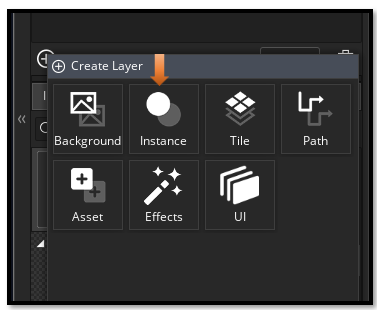 Create Layer
Background Instance Tile Path
Asset Effects UI